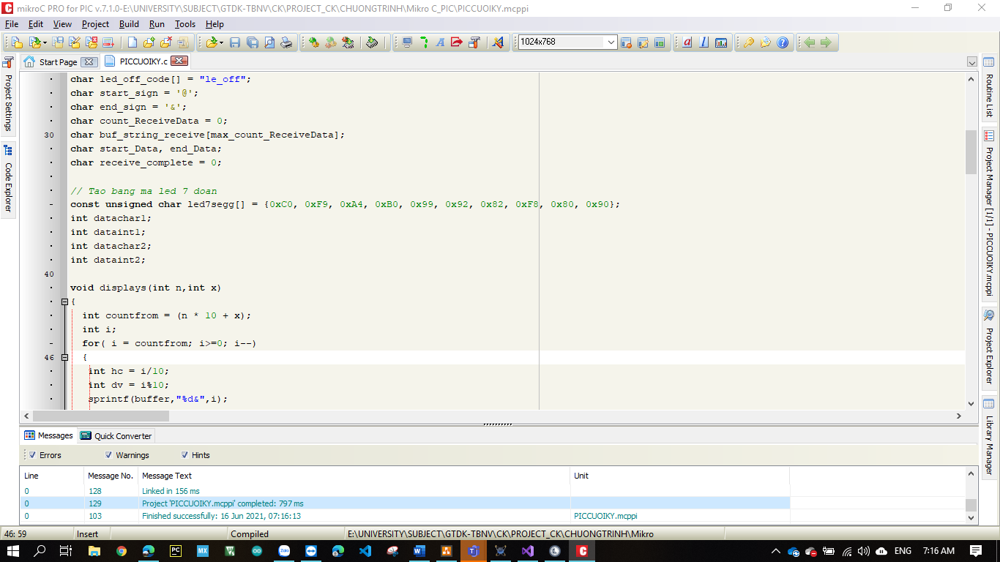 mikroC PRO for PIC v.7.1.0-E:\UNIVERSITY\SUBJECT\GTDK-TBNV\CK\PROJECT_CK\CHUONGTRINH\Mikro C_PIC\PICCUOIKY.mcppi
File Edit View Project Build Run Tools Help
1024x768
Start Page
PICCUOIKY.c
Project Settings
Code Explorer
char led_off_code[] = "le_off";
char start_sign = '@';
char end_sign = '&';
char count_ReceiveData = 0;
30 char buf_string_receive[max_count_ReceiveData];
char start_Data, end_Data;
char receive_complete = 0;
// Tao bang ma led 7 doan
const unsigned char led7segg[] = {0xC0, 0xF9, 0xA4, 0xB0, 0x99, 0x92, 0x82, 0xF8, 0x80, 0x90};
int datachar1;
int dataint1;
int datachar2;
int dataint2;
40
void displays(int n,int x)
{
int countfrom = (n * 10 + x);
int i;
for( i = countfrom; i>=0; i--)
46 {
int hc = i/10;
int dv = i%10;
sprintf(buffer,"%d&",i);
Routine List
Project Manager [1/1] - PICCUOIKY.mcppi
Project Explorer
Library Manager
Messages Quick Converter
Errors Warnings Hints
Line Message No. Message Text Unit
0 128 Linked in 156 ms
0 129 Project 'PICCUOIKY.mcppi' completed: 797 ms
0 103 Finished successfully: 16 Jun 2021, 07:16:13 PICCUOIKY.mcppi
46: 59 Insert Compiled E:\UNIVERSITY\SUBJECT\GTDK-TBNV\CK\PROJECT_CK\CHUONGTRINH\Mikro
ENG 7:16 AM